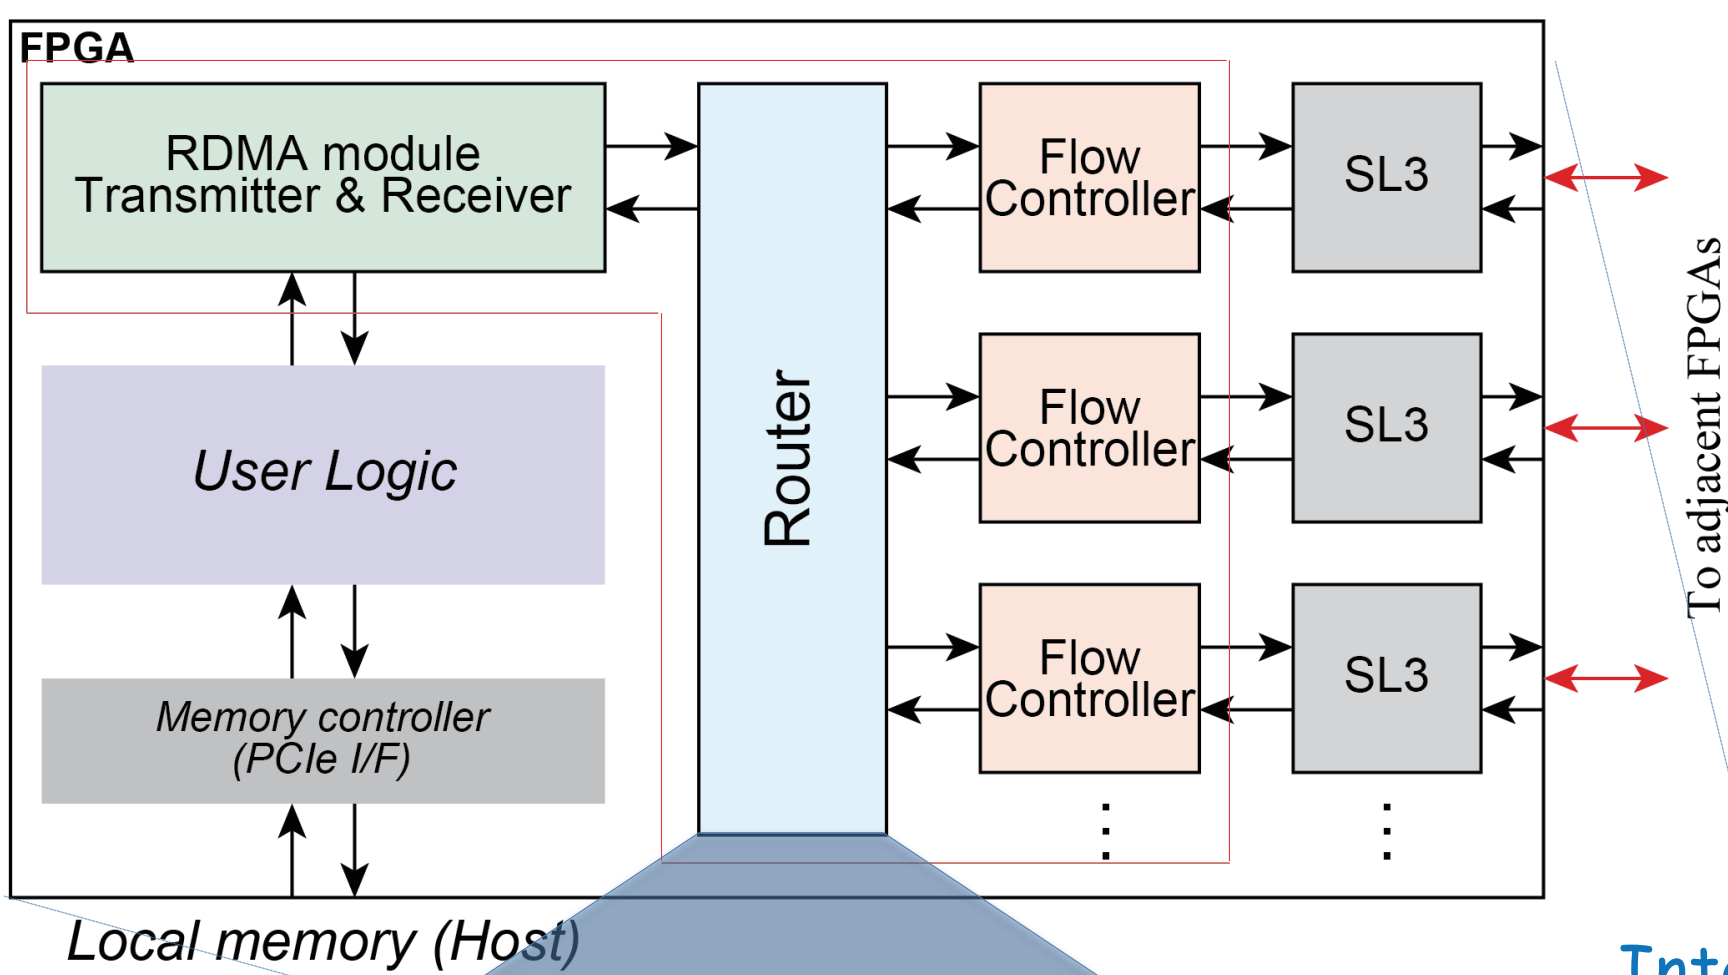 FPGA
RDMA module
Transmitter & Receiver
Router
Flow
Controller
SL3
User Logic
Flow
Controller
SL3
To adjacent FPGAs
Memory controller
(PCIe I/F)
Flow
Controller
SL3
Local memory (Host)